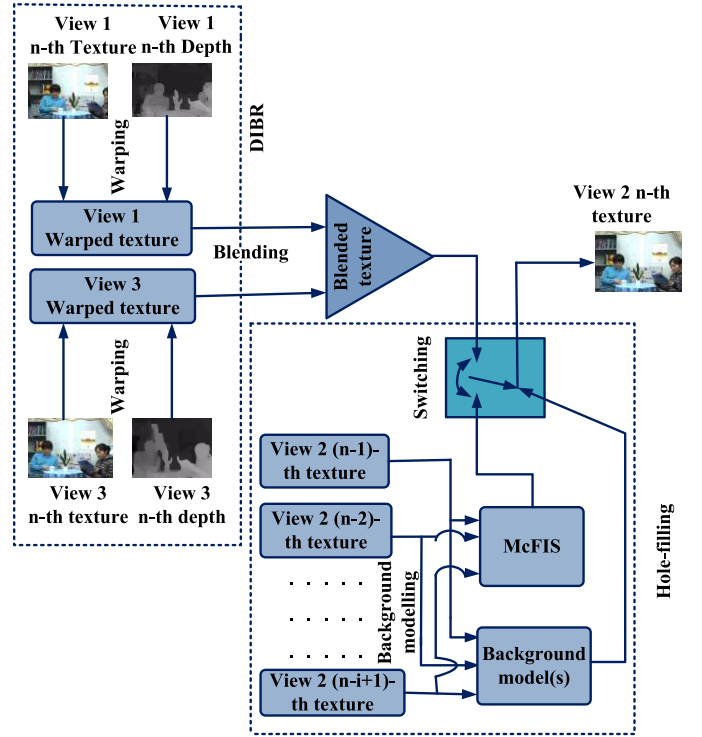 View 1
n-th Texture
View 1
n-th Depth
Warping
DIBR
View 1
Warped texture
Blending
View 3
Warped texture
Warping
View 3
n-th texture
View 3
n-th depth
Blended
texture
View 2 n-th
texture
Switching
View 2 (n-1)-
th texture
View 2 (n-2)-
th texture
. . . . .
. . . . .
. . . . .
Background
modelling
View 2 (n-i+1)-
th texture
McFIS
Background
model(s)
Hole-filling